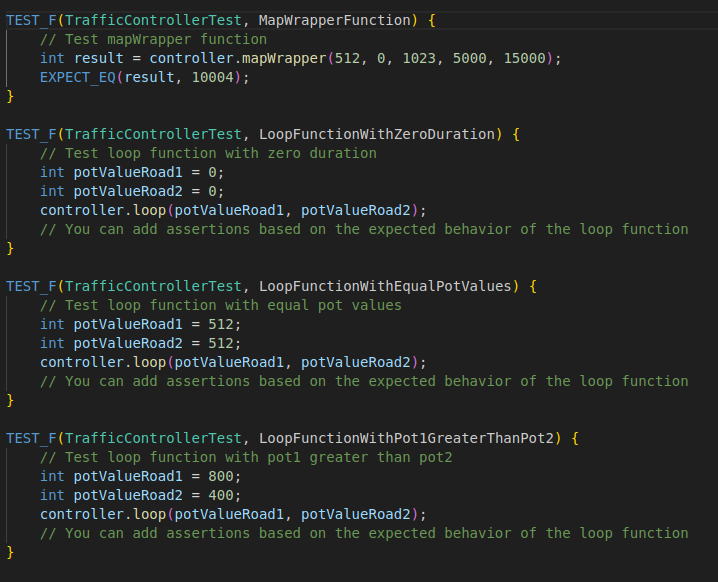 TEST_F(TrafficControllerTest, MapWrapperFunction) {
    // Test mapWrapper function
    int result = controller.mapWrapper(512, 0, 1023, 5000, 15000);
    EXPECT_EQ(result, 10004);
}

TEST_F(TrafficControllerTest, LoopFunctionWithZeroDuration) {
    // Test loop function with zero duration
    int potValueRoad1 = 0;
    int potValueRoad2 = 0;
    controller.loop(potValueRoad1, potValueRoad2);
    // You can add assertions based on the expected behavior of the loop function
}

TEST_F(TrafficControllerTest, LoopFunctionWithEqualPotValues) {
    // Test loop function with equal pot values
    int potValueRoad1 = 512;
    int potValueRoad2 = 512;
    controller.loop(potValueRoad1, potValueRoad2);
    // You can add assertions based on the expected behavior of the loop function
}

TEST_F(TrafficControllerTest, LoopFunctionWithPot1GreaterThanPot2) {
    // Test loop function with pot1 greater than pot2
    int potValueRoad1 = 800;
    int potValueRoad2 = 400;
    controller.loop(potValueRoad1, potValueRoad2);
    // You can add assertions based on the expected behavior of the loop function
}